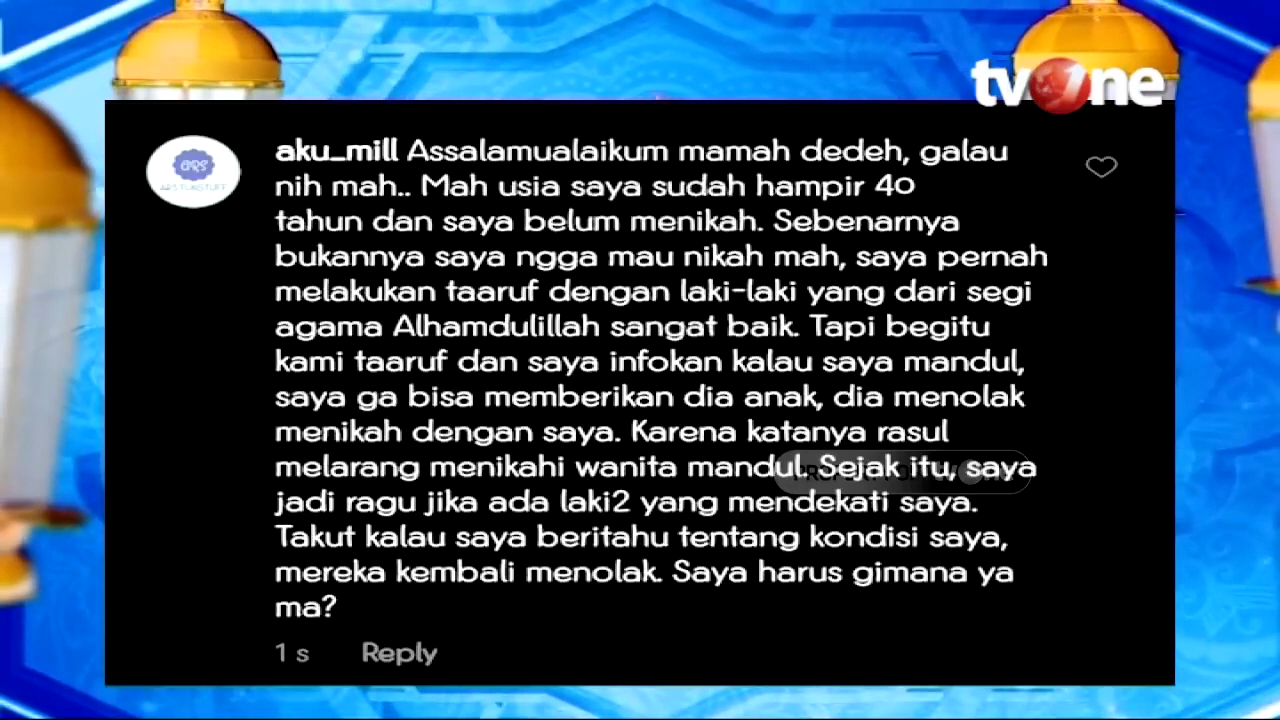 tvOne
aku_mill Assalamualaikum mamah dedeh, galau
nih mah.. Mah usia saya sudah hampir 40
tahun dan saya belum menikah. Sebenarnya
bukannya saya ngga mau nikah mah, saya pernah
melakukan taaruf dengan laki-laki yang dari segi
agama Alhamdulillah sangat baik. Tapi begitu
kami taaruf dan saya infokan kalau saya mandul,
saya ga bisa memberikan dia anak, dia menolak
menikah dengan saya. Karena katanya rasul
melarang menikahi wanita mandul. Sejak itu, saya
jadi ragu jika ada laki2 yang mendekati saya.
Takut kalau saya beritahu tentang kondisi saya,
mereka kembali menolak. Saya harus gimana ya
ma?
1 s Reply
ARS